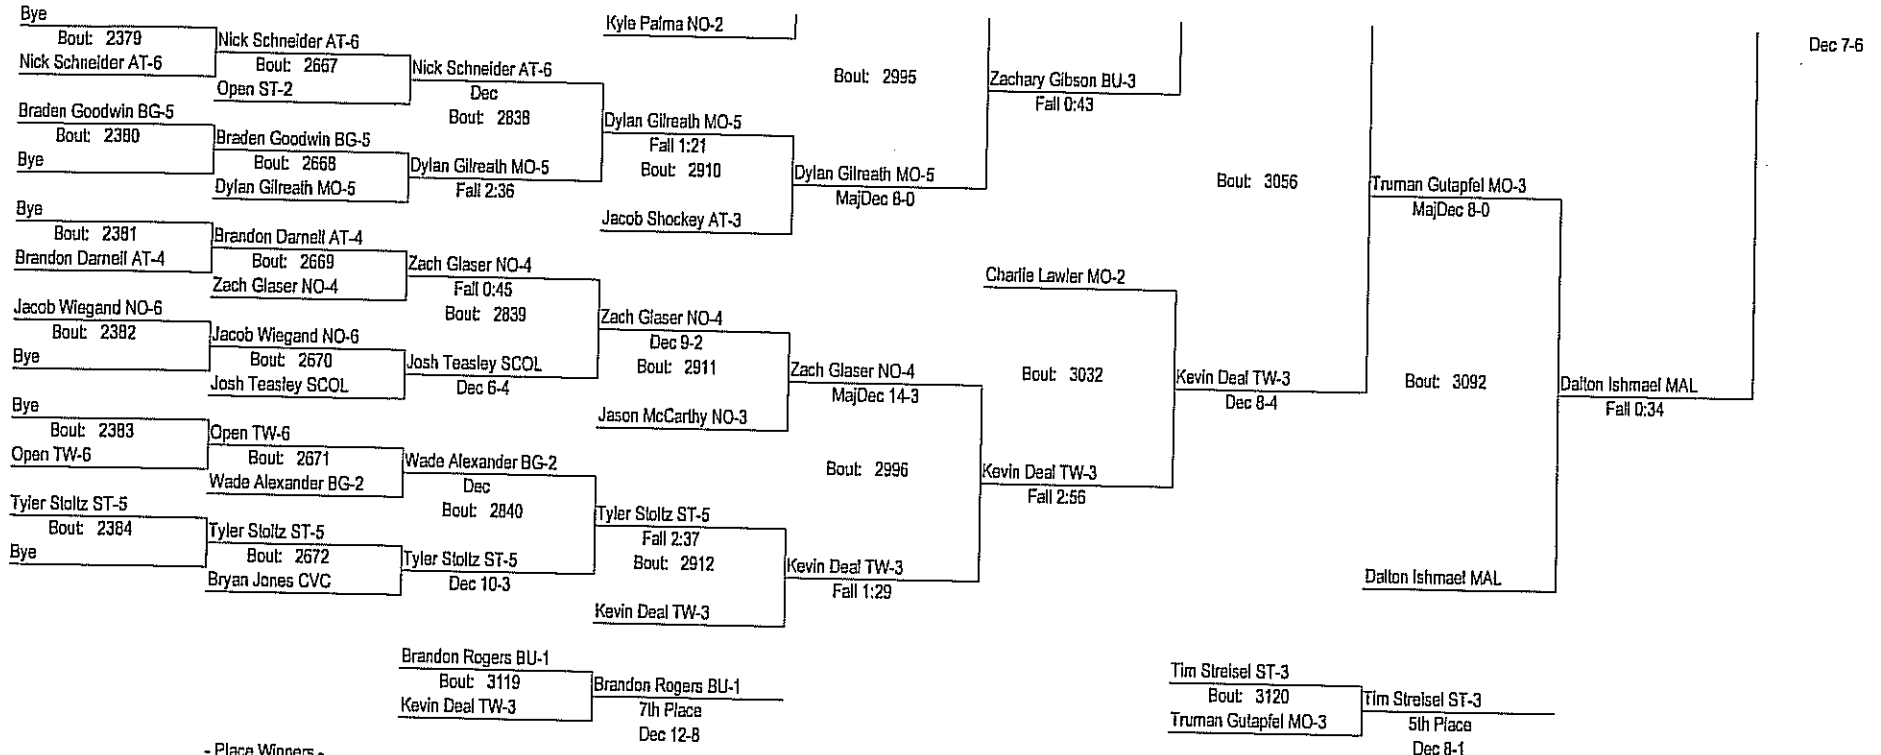 Bye
Bout: 2379
Nick Schneider AT-6
Braden Goodwin BG-5
Bout: 2380
Bye
Bye
Bout: 2381
Brandon Darnell AT-4
Jacob Wiegand NO-6
Bout: 2382
Bye
Bye
Bout: 2383
Open TW-6
Tyler Stoltz ST-5
Bout: 2384
Bye
Nick Schneider AT-6
Bout: 2667
Open ST-2
Braden Goodwin BG-5
Bout: 2668
Dylan Gilreath MO-5
Brandon Darnell AT-4
Bout: 2669
Zach Glaser NO-4
Jacob Wiegand NO-6
Bout: 2670
Josh Teasley SCOL
Open TW-6
Bout: 2671
Wade Alexander BG-2
Tyler Stoltz ST-5
Bout: 2672
Bryan Jones CVC
Nick Schneider AT-6
Dec
Bout: 2838
Dylan Gilreath MO-5
Fall 2:36
Zach Glaser NO-4
Fall 0:45
Bout: 2839
Josh Teasley SCOL
Dec 6-4
Wade Alexander BG-2
Dec
Bout: 2840
Tyler Stoltz ST-5
Dec 10-3
Kyle Palma NO-2
Dylan Gilreath MO-5
Fall 1:21
Bout: 2910
Jacob Shockey AT-3
Zach Glaser NO-4
Dec 9-2
Bout: 2911
Jason McCarthy NO-3
Tyler Stoltz ST-5
Fall 2:37
Bout: 2912
Kevin Deal TW-3
Bout: 2995
Dylan Gilreath MO-5
MajDec 8-0
Zach Glaser NO-4
MajDec 14-3
Bout: 2996
Kevin Deal TW-3
Fall 1:29
Zachary Gibson BU-3
Fall 0:43
Charlie Lawler MO-2
Bout: 3032
Kevin Deal TW-3
Fall 2:56
Bout: 3056
Kevin Deal TW-3
Dec 8-4
Truman Gutapfel MO-3
MajDec 8-0
Bout: 3092
Dalton Ishmael MAL
Dalton Ishmael MAL
Fall 0:34
Dec 7-6
Brandon Rogers BU-1
Bout: 3119
Kevin Deal TW-3
Brandon Rogers BU-1
7th Place
Dec 12-8
Tim Streisel ST-3
Bout: 3120
Truman Gutapfel MO-3
Tim Streisel ST-3
5th Place
Dec 8-1
- Place Winners -